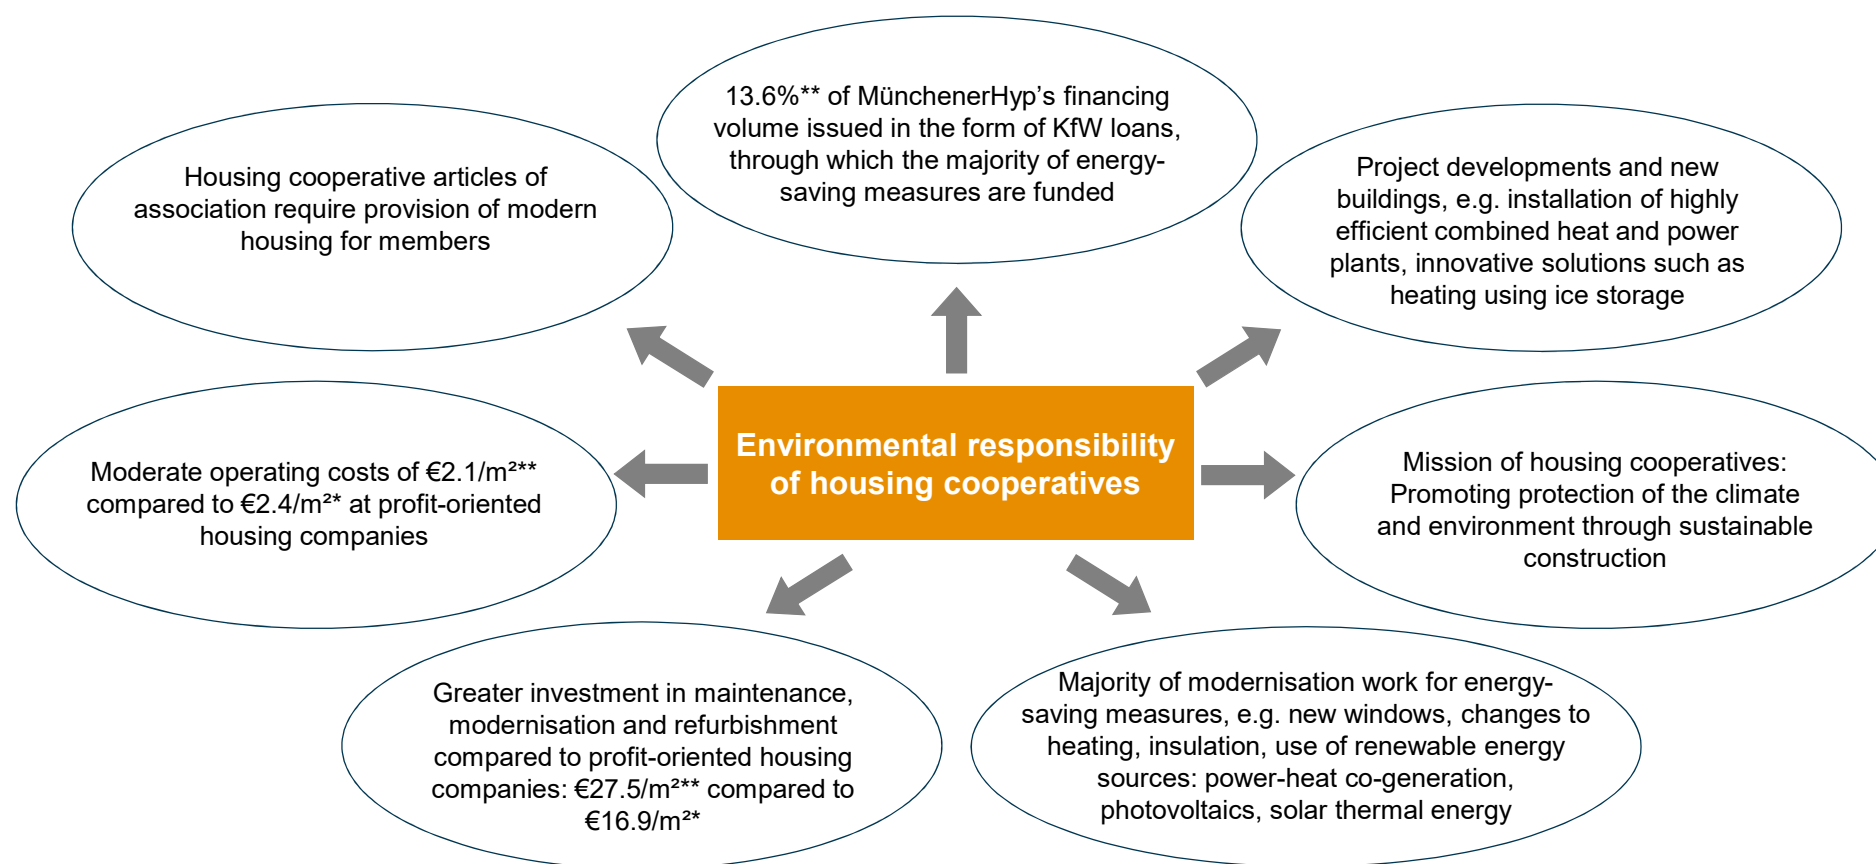 13.6%** of MünchenerHyp’s financing
volume issued in the form of KfW loans,
through which the majority of energy-
saving measures are funded
Housing cooperative articles of
association require provision of modern
housing for members
Project developments and new
buildings, e.g. installation of highly
efficient combined heat and power
plants, innovative solutions such as
heating using ice storage
Environmental responsibility
of housing cooperatives
Moderate operating costs of €2.1/m²**
compared to €2.4/m²* at profit-oriented
housing companies
Mission of housing cooperatives:
Promoting protection of the climate
and environment through sustainable
construction
Greater investment in maintenance,
modernisation and refurbishment
compared to profit-oriented housing
companies: €27.5/m²** compared to
€16.9/m²*
Majority of modernisation work for energy-
saving measures, e.g. new windows, changes to
heating, insulation, use of renewable energy
sources: power-heat co-generation,
photovoltaics, solar thermal energy